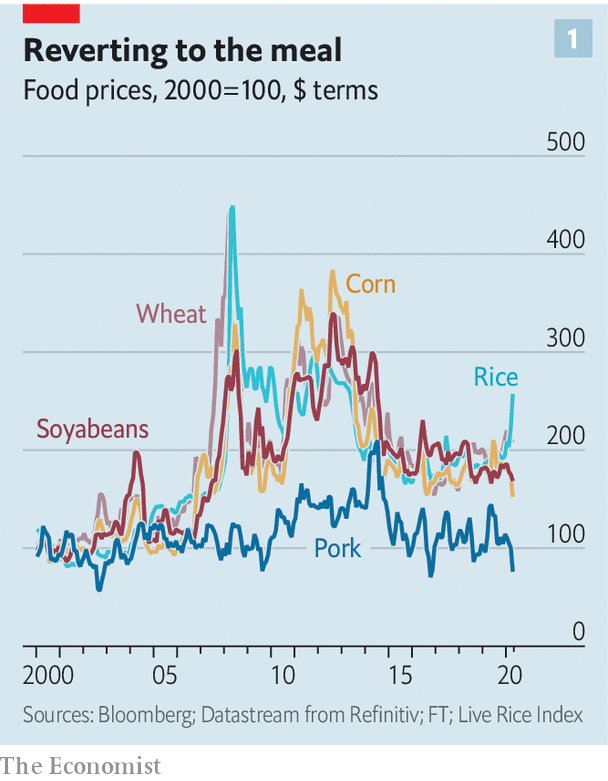 Reverting to the meal
1
Food prices, 2000=100, $ terms
500
400
Corn
Wheat
300
Rice
Soyabeans
200
100
Pork
0
2000 05 10 15 20
Sources: Bloomberg; Datastream from Refinitiv; FT; Live Rice Index
The Economist